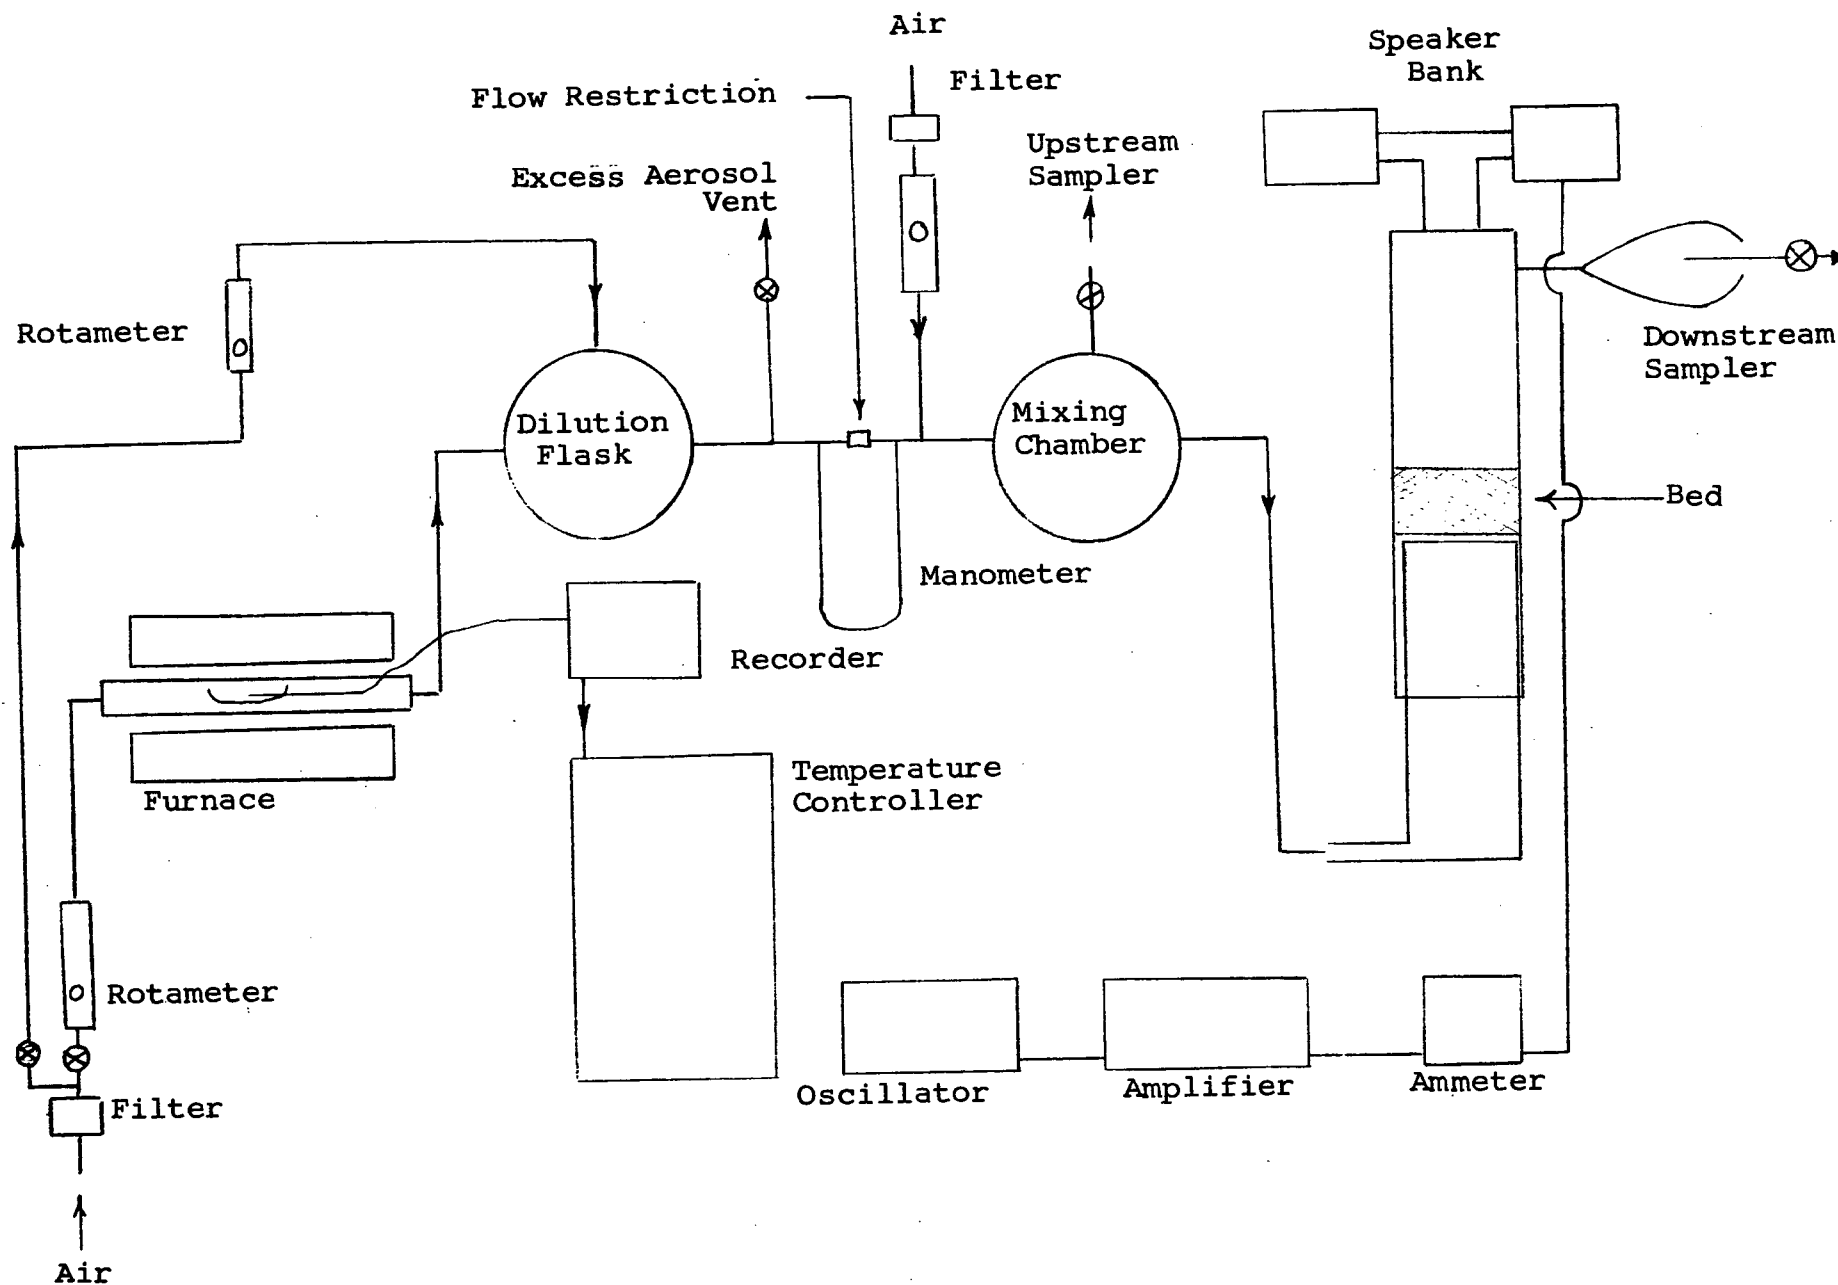 Air
Speaker
Bank
Filter
Flow Restriction
Upstream
Sampler
Excess Aerosol
Vent
Rotameter
Downstream
Sampler
Dilution
Flask
Mixing
Chamber
Bed
Manometer
Recorder
Temperature
Controller
Furnace
Rotameter
Oscillator
Amplifier
Ammeter
Filter
Air